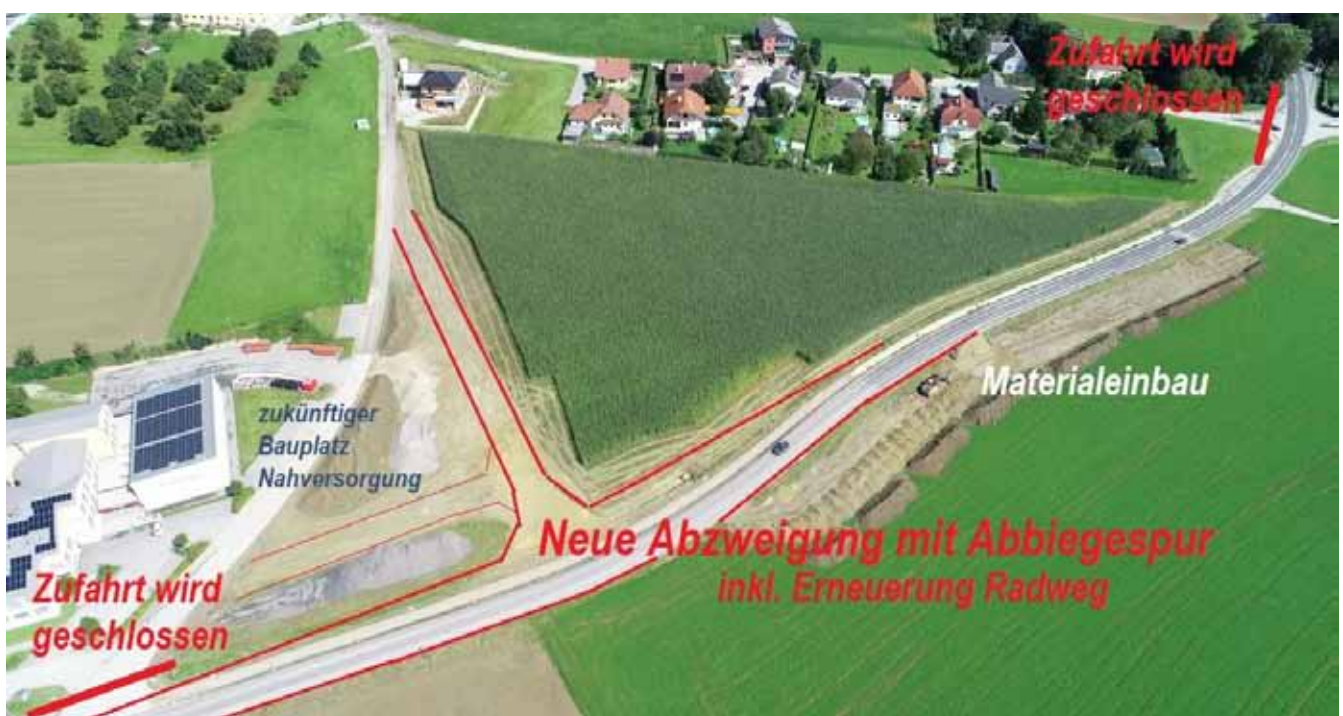 Zufahrt wird
geschlossen
Materialeinbau
zukünftiger
Bauplatz
Nahversorgung
Neue Abzweigung mit Abbiegespur
inkl. Erneuerung Radweg
Zufahrt wird
geschlossen